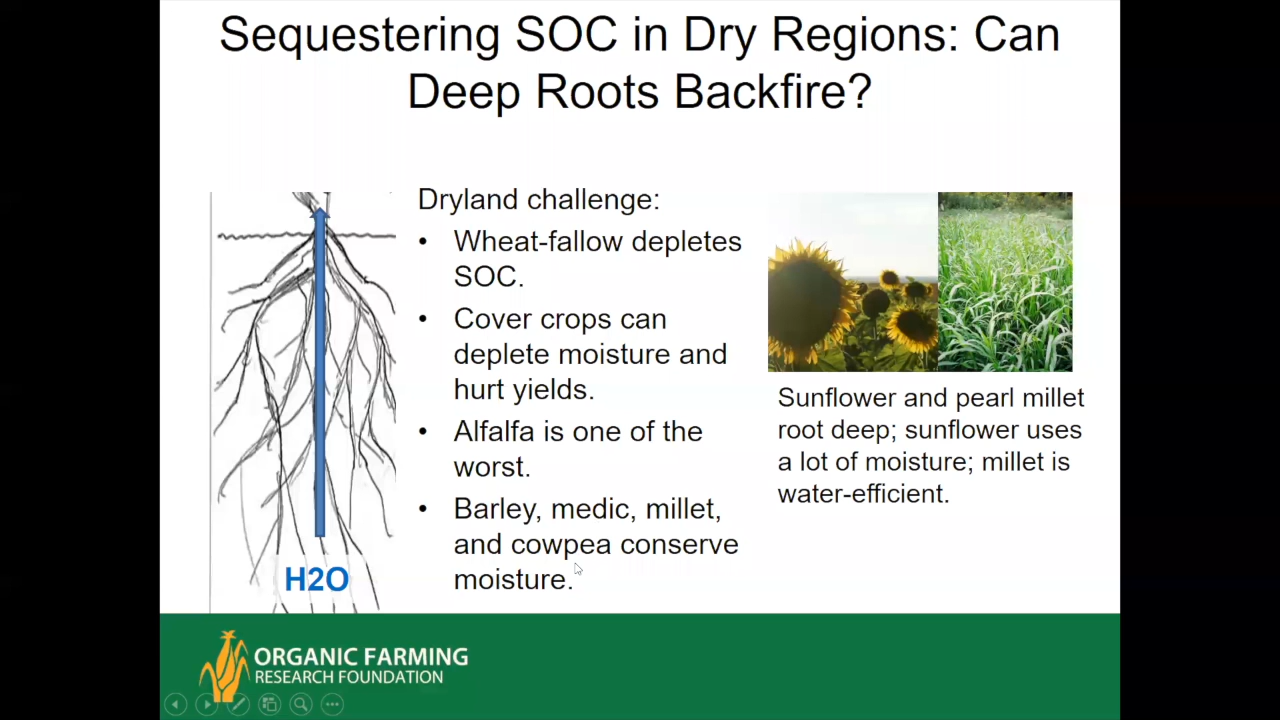 Sequestering SOC in Dry Regions: Can
Deep Roots Backfire?
Dryland challenge:
• Wheat-fallow depletes
SOC.
• Cover crops can
deplete moisture and
hurt yields.
• Alfalfa is one of the
worst.
• Barley, medic, millet,
and cowpea conserve
moisture.
H2O
Sunflower and pearl millet
root deep; sunflower uses
a lot of moisture; millet is
water-efficient.
ORGANIC FARMING
RESEARCH FOUNDATION